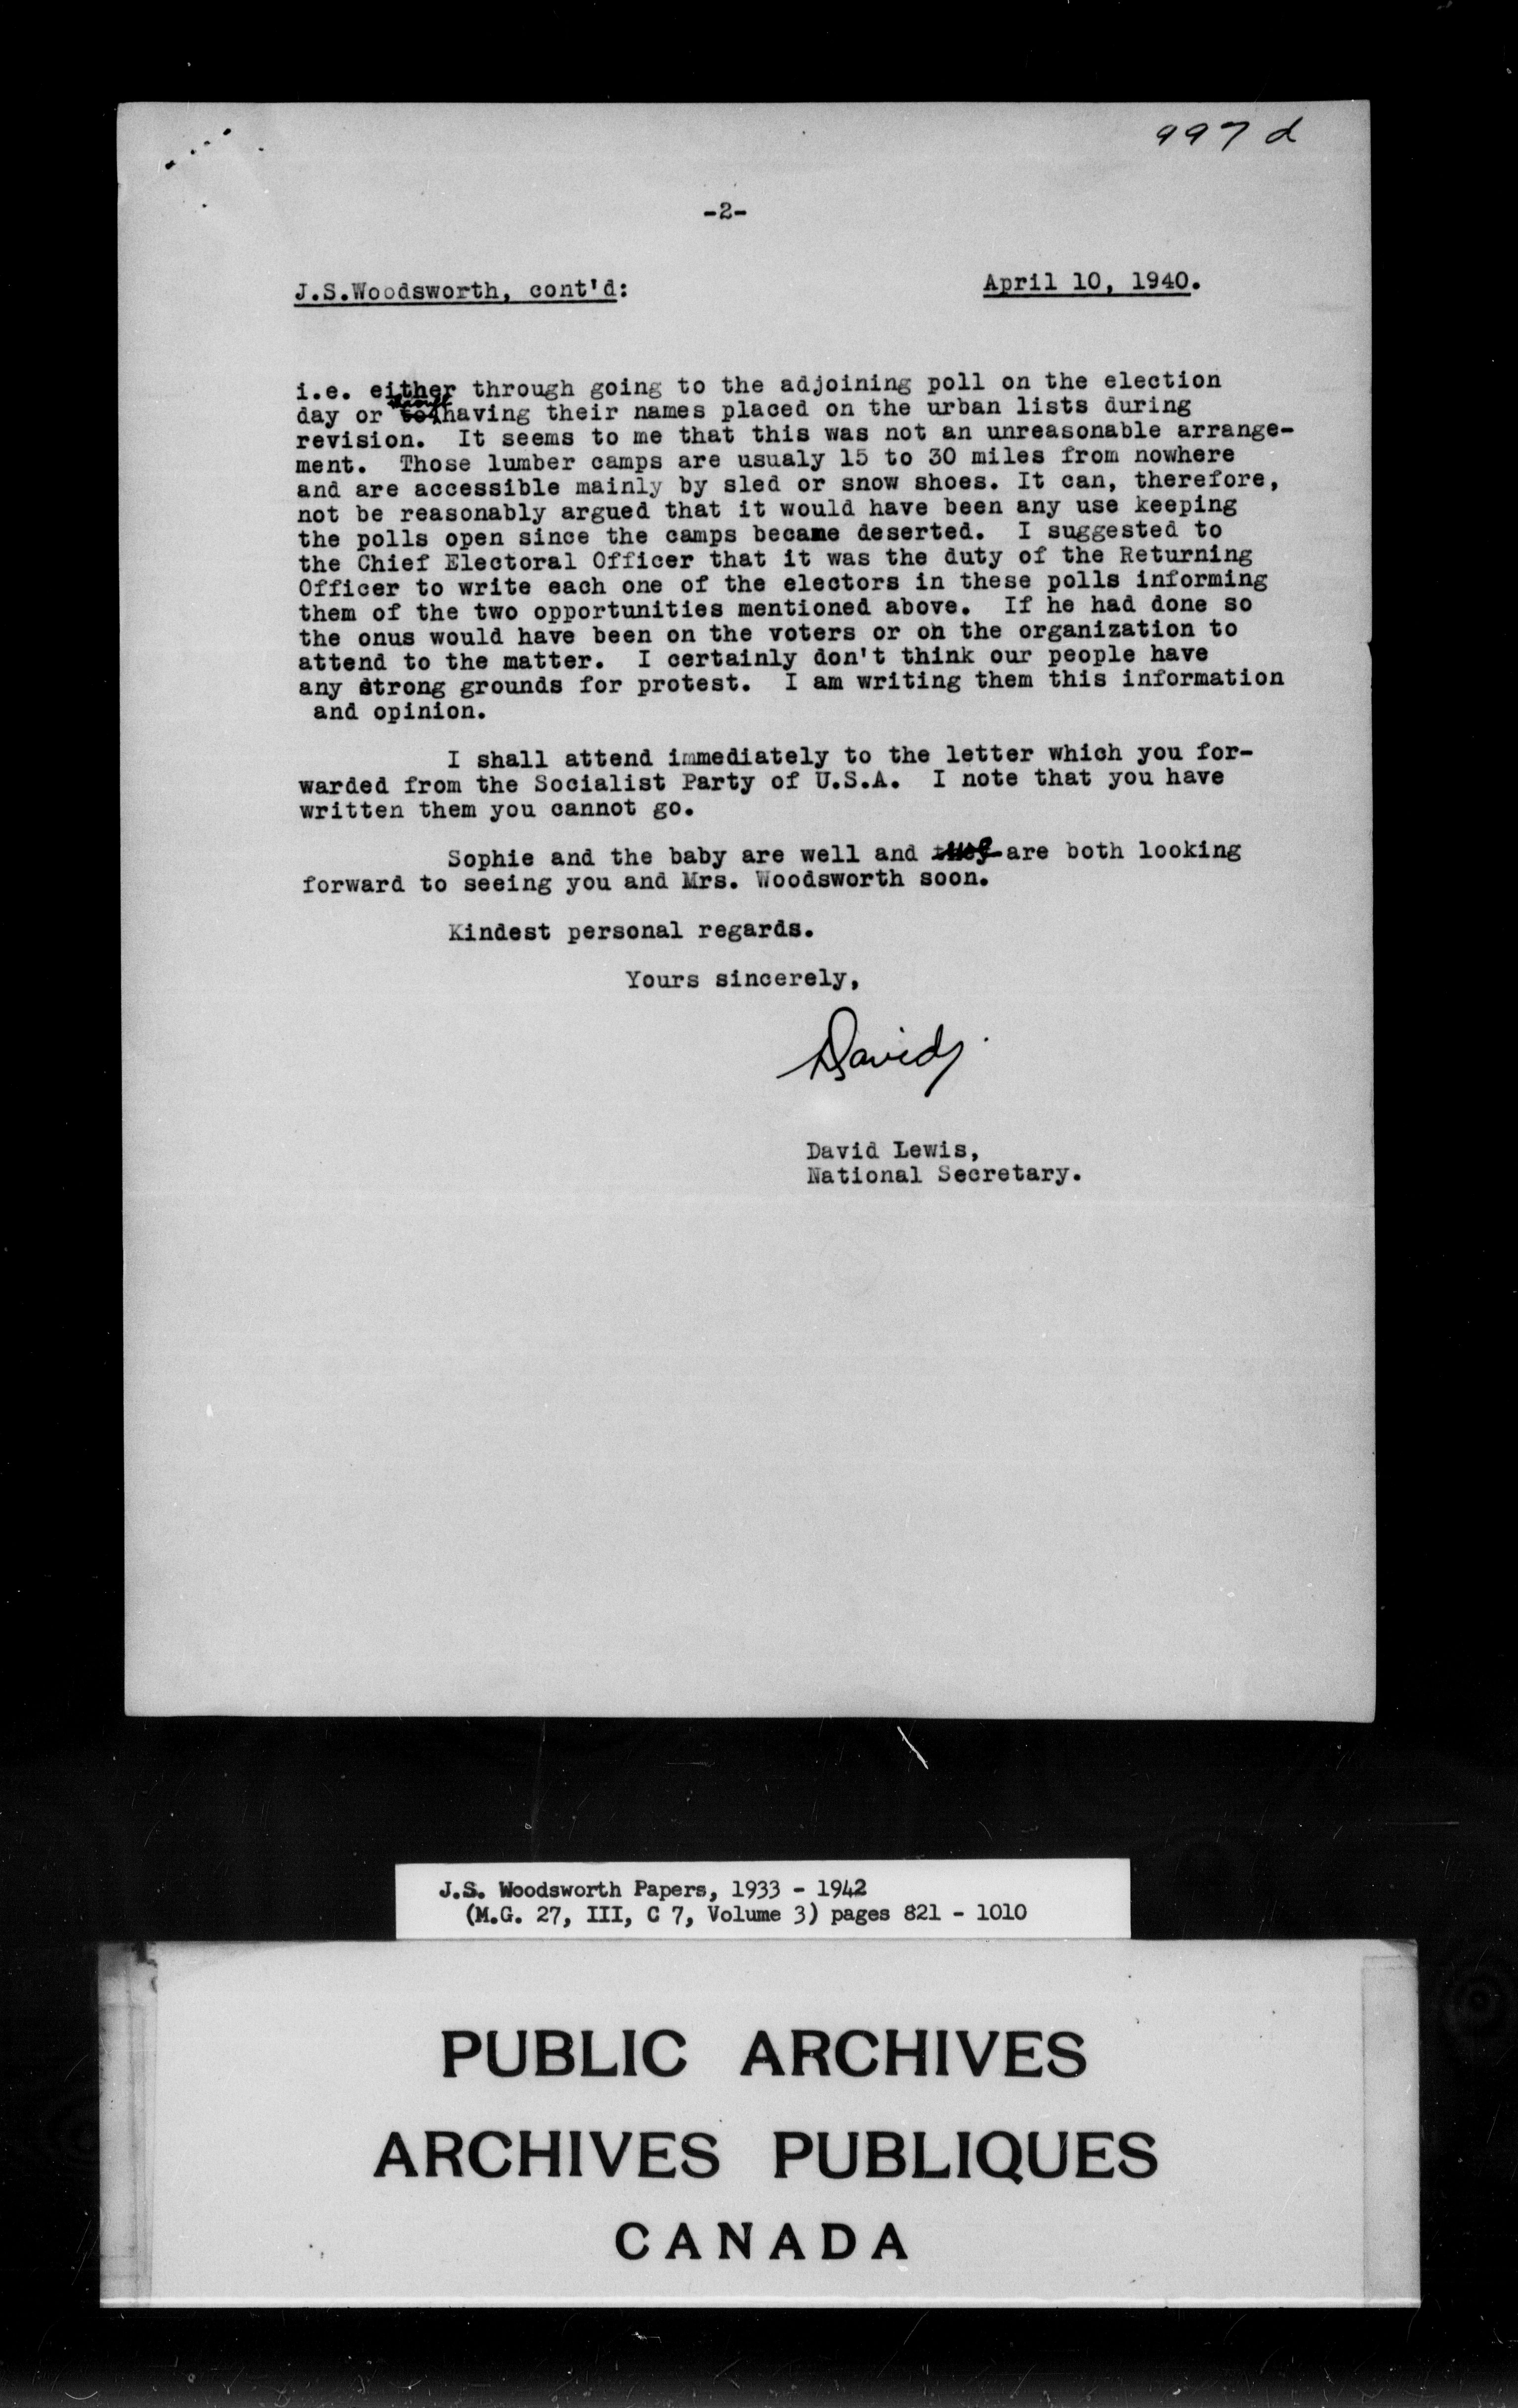 997 d
-2-
J.S.Woodsworth, cont'd: April 10, 1940.
i.e. either through going to the adjoining poll on the election
day or having their names placed on the urban lists during
revision. It seems to me that this was not an unreasonable arrange-
ment. Those lumber camps are usualy 15 to 30 miles from nowhere
and are accessible mainly by sled or snow shoes. It can, therefore,
not be reasonably argued that it would have been any use keeping
the polls open since the camps became deserted. I suggested to
the Chief Electoral Officer that it was the duty of the Returning
Officer to write each one of the electors in these polls informing
them of the two opportunities mentioned above. If he had done so
the onus would have been on the voters or on the organization to
attend to the matter. I certainly don't think our people have
any strong grounds for protest. I am writing them this information
and opinion.
I shall attend immediately to the letter which you for-
warded from the Socialist Party of U.S.A. I note that you have
written them you cannot go.
Sophie and the baby are well and are both looking
forward to seeing you and Mrs. Woodsworth soon.
Kindest personal regards.
Yours sincerely,
David
David Lewis,
National Secretary.
J.S. Woodsworth Papers, 1933 - 1942
(M.G. 27, III, C 7, Volume 3) pages 821 - 1010
PUBLIC ARCHIVES
ARCHIVES PUBLIQUES
CANADA